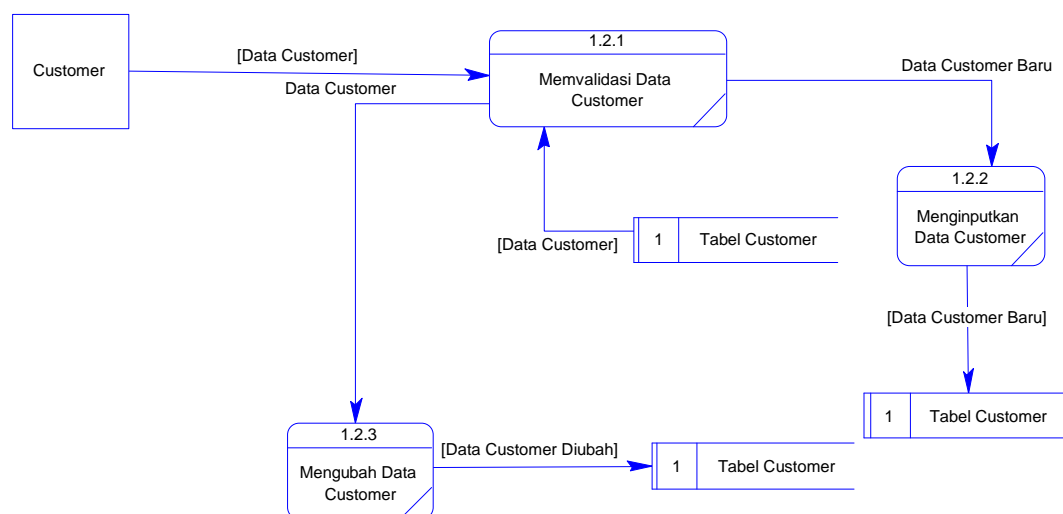 1.2.1
[Data Customer]
Customer
Data Customer
Memvalidasi Data
Customer
Data Customer Baru
1.2.2
Menginputkan
Data Customer
1
Tabel Customer
[Data Customer]
[Data Customer Baru]
1
Tabel Customer
1.2.3
Mengubah Data
Customer
[Data Customer Diubah]
1
Tabel Customer